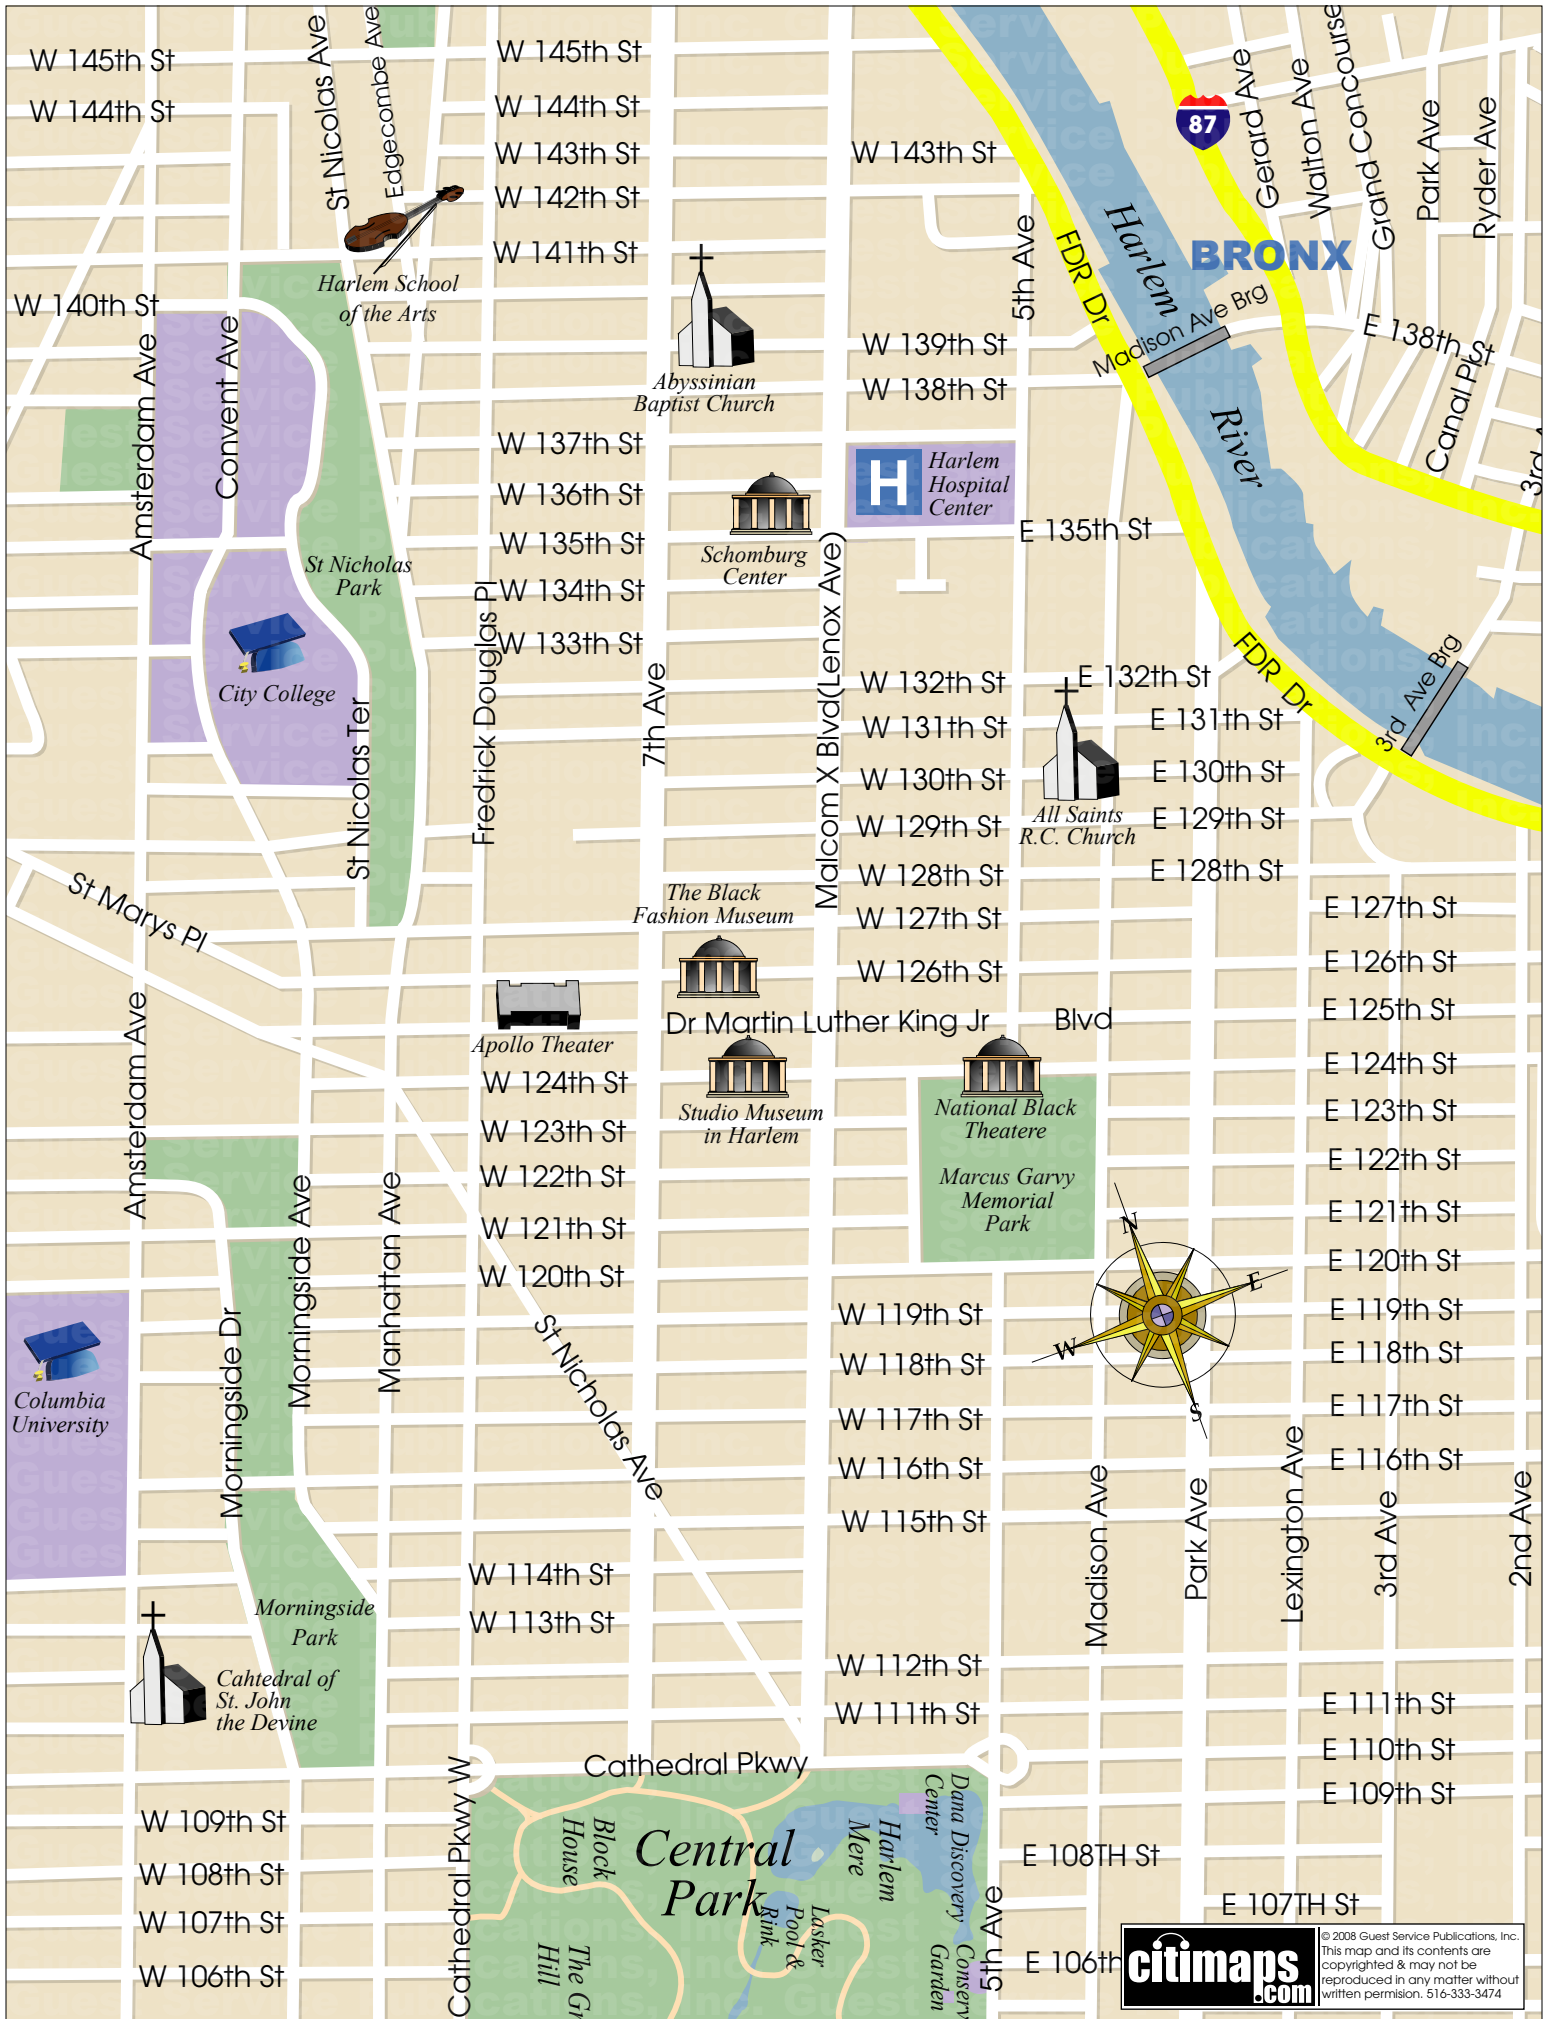 W 145th St
W 144th St
St Nicolas Ave
Edgecombe Ave
W 145th St
W 144th St
W 143th St
W 142th St
W 141th St
W 143th St
5th Ave
FDR Dr
Harlem
River
87
BRONX
Gerard Ave
Walton Ave
Grand Concourse
Park Ave
Ryder Ave
Madison Ave Brg
E 138th St
Canal Pl
3rd A
Harlem School
of the Arts
W 140th St
Amsterdam Ave
Convent Ave
Abyssinian
Baptist Church
W 139th St
W 138th St
W 137th St
W 136th St
W 135th St
W 134th St
W 133th St
H
Harlem
Hospital
Center
Schomburg
Center
E 135th St
St Nicholas
Park
City College
St Nicolas Ter
Fredrick Douglas Pl
7th Ave
Malcom X Blvd(Lenox Ave)
W 132th St
W 131th St
W 130th St
W 129th St
W 128th St
W 127th St
W 126th St
E 132th St
E 131th St
E 130th St
E 129th St
E 128th St
All Saints
R.C. Church
FDR Dr
3rd Ave Brg
E 127th St
E 126th St
E 125th St
E 124th St
E 123th St
E 122th St
E 121th St
E 120th St
E 119th St
E 118th St
E 117th St
E 116th St
St Marys Pl
The Black
Fashion Museum
Apollo Theater
Dr Martin Luther King Jr Blvd
Studio Museum
in Harlem
National Black
Theatere
Marcus Garvy
Memorial
Park
W 124th St
W 123th St
W 122th St
W 121th St
W 120th St
Amsterdam Ave
Morningside Ave
Manhattan Ave
Morningside Dr
St Nicholas Ave
N
E
W
S
W 119th St
W 118th St
W 117th St
W 116th St
W 115th St
Columbia
University
Madison Ave
Park Ave
Lexington Ave
3rd Ave
2nd Ave
W 114th St
W 113th St
Morningside
Park
Cahtedral of
St. John
the Devine
W 112th St
W 111th St
E 111th St
E 110th St
E 109th St
Cathedral Pkwy
Cathedral Pkwy W
W 109th St
W 108th St
W 107th St
W 106th St
Central
Park
Block
House
The Gr
Hill
Harlem
Mere
Dana Discovery
Center
Lasker
Pool &
Rink
Conserv
Garden
5th Ave
E 108TH St
E 107TH St
E 106th
citimaps
.com
© 2008 Guest Service Publications, Inc.
This map and its contents are
copyrighted & may not be
reproduced in any matter without
written permision. 516-333-3474